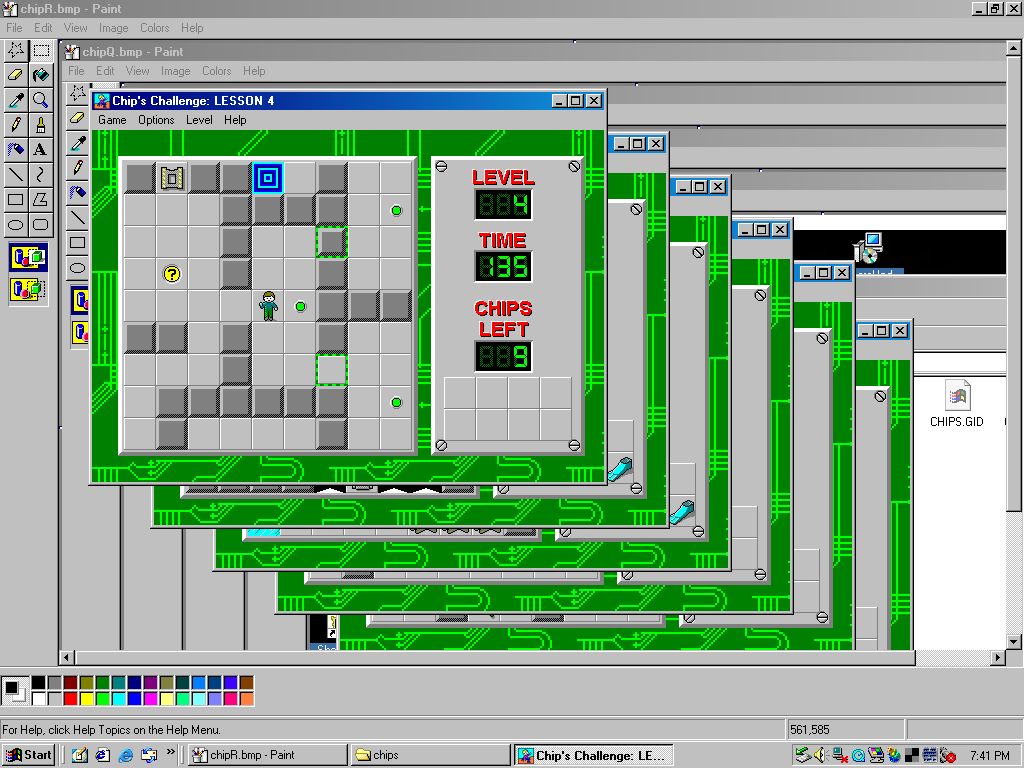 chipR.bmp - Paint
File Edit View Image Colors Help
chipQ.bmp - Paint
File Edit View Image Colors Help
Chip's Challenge: LESSON 4
Game Options Level Help
LEVEL
4
TIME
135
CHIPS
LEFT
9
?
A
CHIPS.GID
For Help, click Help Topics on the Help Menu.
561,585
Start
chipR.bmp - Paint
chips
Chip's Challenge: LE...
7:41 PM